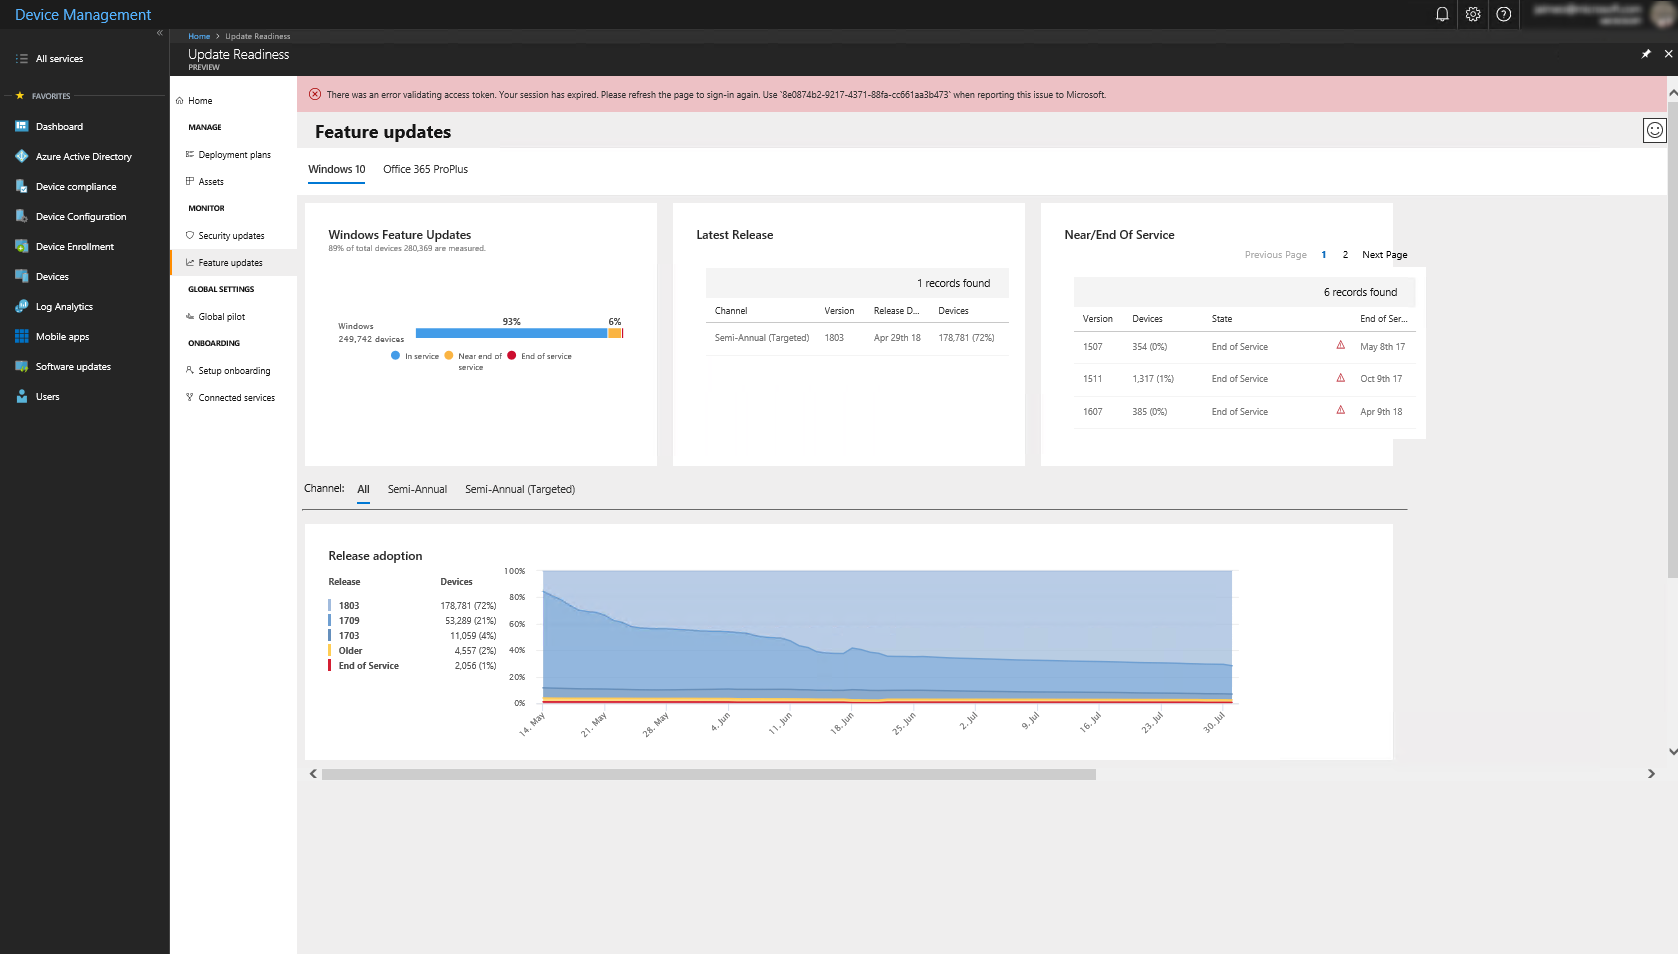 Device Management
Home > Update Readiness
Update Readiness
PREVIEW
All services
FAVORITES
Dashboard
Azure Active Directory
Device compliance
Device Configuration
Device Enrollment
Devices
Log Analytics
Mobile apps
Software updates
Users
Home
MANAGE
Deployment plans
Assets
MONITOR
Security updates
Feature updates
GLOBAL SETTINGS
Global pilot
ONBOARDING
Setup onboarding
Connected services
There was an error validating access token. Your session has expired. Please refresh the page to sign-in again. Use '8e0874b2-9217-4371-88fa-cc661aa3b473' when reporting this issue to Microsoft.
Feature updates
Windows 10 Office 365 ProPlus
Windows Feature Updates
89% of total devices 280,369 are measured.
93% 6%
Windows
249,742 devices
In service Near end of service End of service
Latest Release
1 records found
Channel Version Release D... Devices
Semi-Annual (Targeted) 1803 Apr 29th 18 178,781 (72%)
Near/End Of Service
Previous Page 1 2 Next Page
6 records found
Version Devices State End of Ser...
1507 354 (0%) End of Service May 8th 17
1511 1,317 (1%) End of Service Oct 9th 17
1607 385 (0%) End of Service Apr 9th 18
Channel: All Semi-Annual Semi-Annual (Targeted)
Release adoption
Release Devices
1803 178,781 (72%)
1709 53,289 (21%)
1703 11,059 (4%)
Older 4,557 (2%)
End of Service 2,056 (1%)
100%
80%
60%
40%
20%
0%
14. May 21. May 28. May 4. Jun 11. Jun 18. Jun 25. Jun 2. Jul 9. Jul 16. Jul 23. Jul 30. Jul